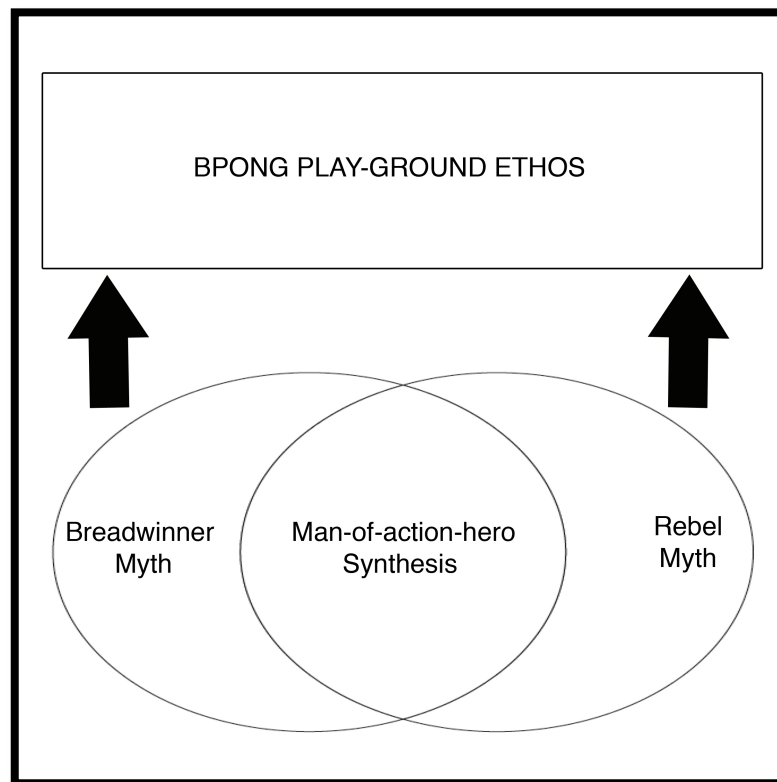 BPONG PLAY-GROUND ETHOS
Breadwinner
Myth
Man-of-action-hero
Synthesis
Rebel
Myth